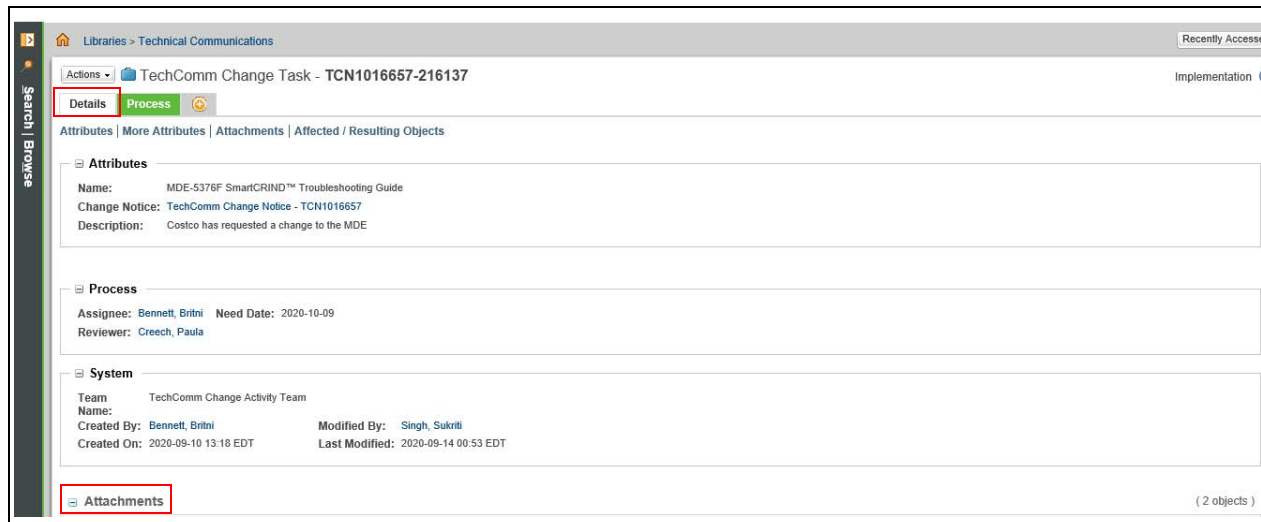 Libraries > Technical Communications
Recently Accesse
Actions
TechComm Change Task - TCN1016657-216137
Implementation
Details Process
Search | Browse
Attributes | More Attributes | Attachments | Affected / Resulting Objects
Attributes
Name: MDE-5376F SmartCRIND™ Troubleshooting Guide
Change Notice: TechComm Change Notice - TCN1016657
Description: Costco has requested a change to the MDE
Process
Assignee: Bennett, Britni Need Date: 2020-10-09
Reviewer: Creech, Paula
System
Team Name: TechComm Change Activity Team
Created By: Bennett, Britni Modified By: Singh, Sukriti
Created On: 2020-09-10 13:18 EDT Last Modified: 2020-09-14 00:53 EDT
Attachments ( 2 objects )